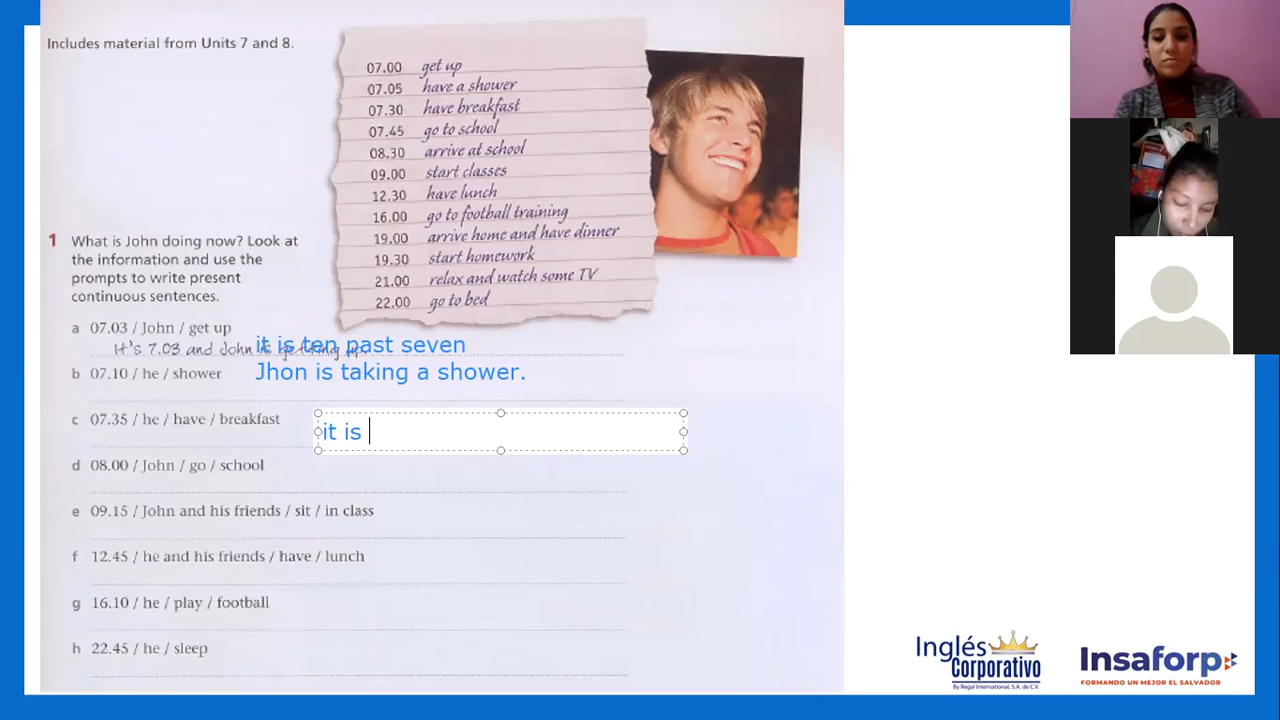 Includes material from Units 7 and 8.
07.00 get up
07.05 have a shower
07.30 have breakfast
07.45 go to school
08.30 arrive at school
09.00 start classes
12.30 have lunch
16.00 go to football training
19.00 arrive home and have dinner
19.30 start homework
21.00 relax and watch some TV
22.00 go to bed
1 What is John doing now? Look at
the information and use the
prompts to write present
continuous sentences.
a 07.03 / John / get up
It's 7.03 and John is getting up.
it is ten past seven
b 07.10 / he / shower
Jhon is taking a shower.
c 07.35 / he / have / breakfast
it is
d 08.00 / John / go / school
e 09.15 / John and his friends / sit / in class
f 12.45 / he and his friends / have / lunch
g 16.10 / he / play / football
h 22.45 / he / sleep
Inglés
Corporativo
By Regal International, S.A. de C.V.
Insaforp
FORMANDO UN MEJOR EL SALVADOR